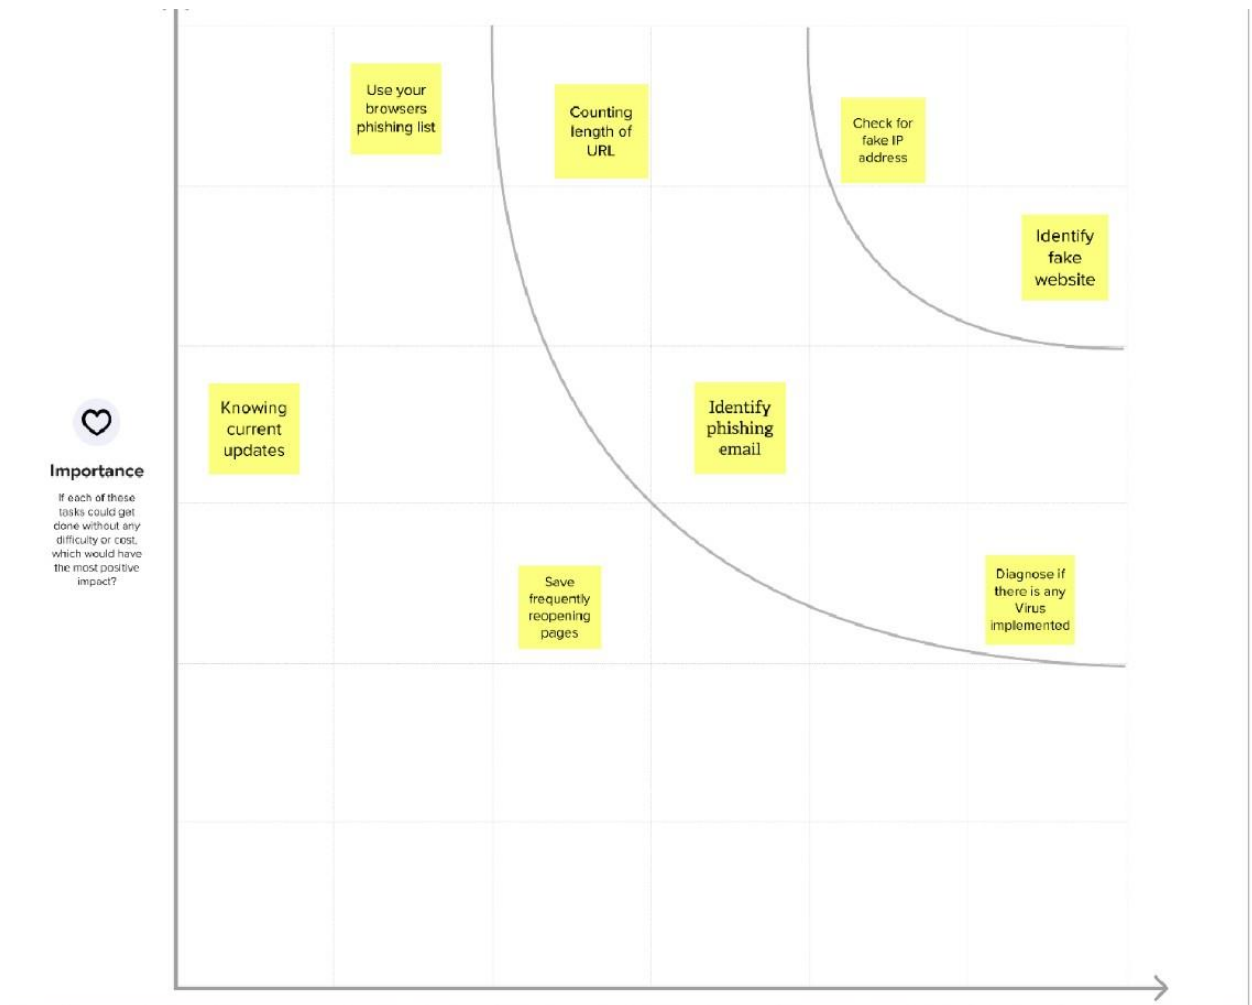 Use your
browsers
phishing list
Counting
length of
URL
Check for
fake IP
address
Identify
fake
website
Knowing
current
updates
Identify
phishing
email
Importance
If each of these
tasks could get
done without any
difficulty or cost,
which would have
the most positive
impact?
Save
frequently
reopening
pages
Diagnose if
there is any
Virus
implemented